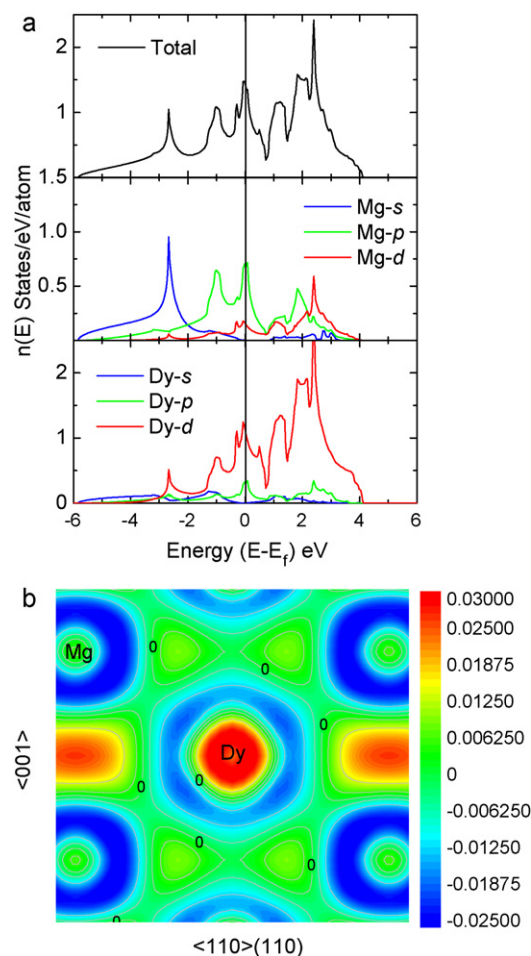 a
2
Total
1
1.5
Mg-s
1.0
Mg-p
Mg-d
0.5
n(E) States/eV/atom
Dy-s
2
Dy-p
Dy-d
1
0
-6 -4 -2 0 2 4 6
Energy (E-E_f) eV
b
0.03000
Mg
0
0.02500
0
0.01875
0.01250
0
0.006250
Dy
<001>
0
0
0
-0.006250
0
0
-0.01250
-0.01875
0
-0.02500
<110>(110)